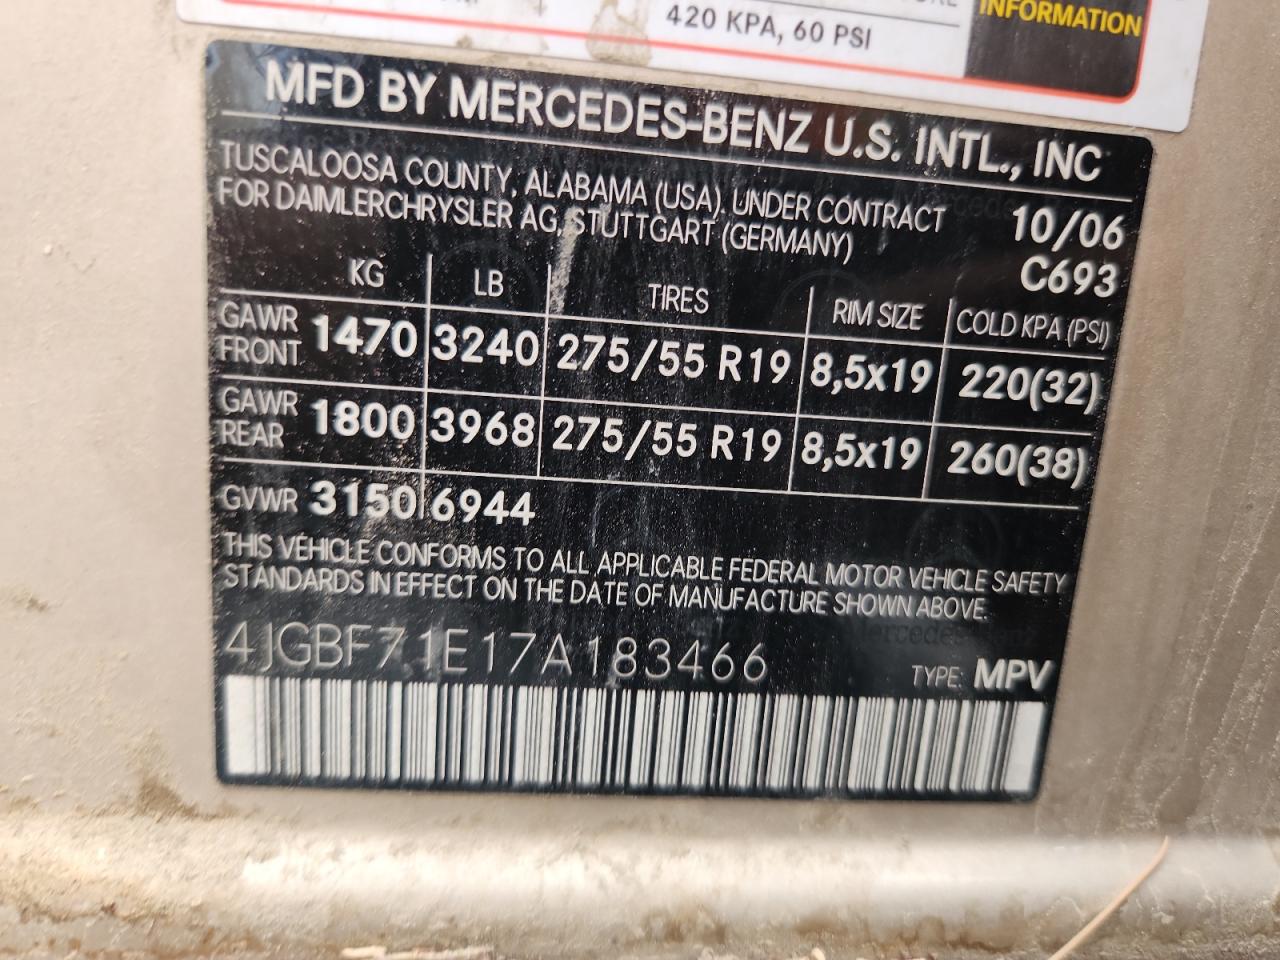 420 KPA, 60 PSI
INFORMATION
MFD BY MERCEDES-BENZ U.S. INTL., INC
TUSCALOOSA COUNTY, ALABAMA (USA). UNDER CONTRACT
FOR DAIMLERCHRYSLER AG, STUTTGART (GERMANY)
10/06
C693
KG LB TIRES RIM SIZE COLD KPA (PSI)
GAWR FRONT 1470 3240 275/55 R19 8,5x19 220(32)
GAWR REAR 1800 3968 275/55 R19 8,5x19 260(38)
GVWR 3150 6944
THIS VEHICLE CONFORMS TO ALL APPLICABLE FEDERAL MOTOR VEHICLE SAFETY
STANDARDS IN EFFECT ON THE DATE OF MANUFACTURE SHOWN ABOVE.
4JGBF71E17A183466
TYPE: MPV